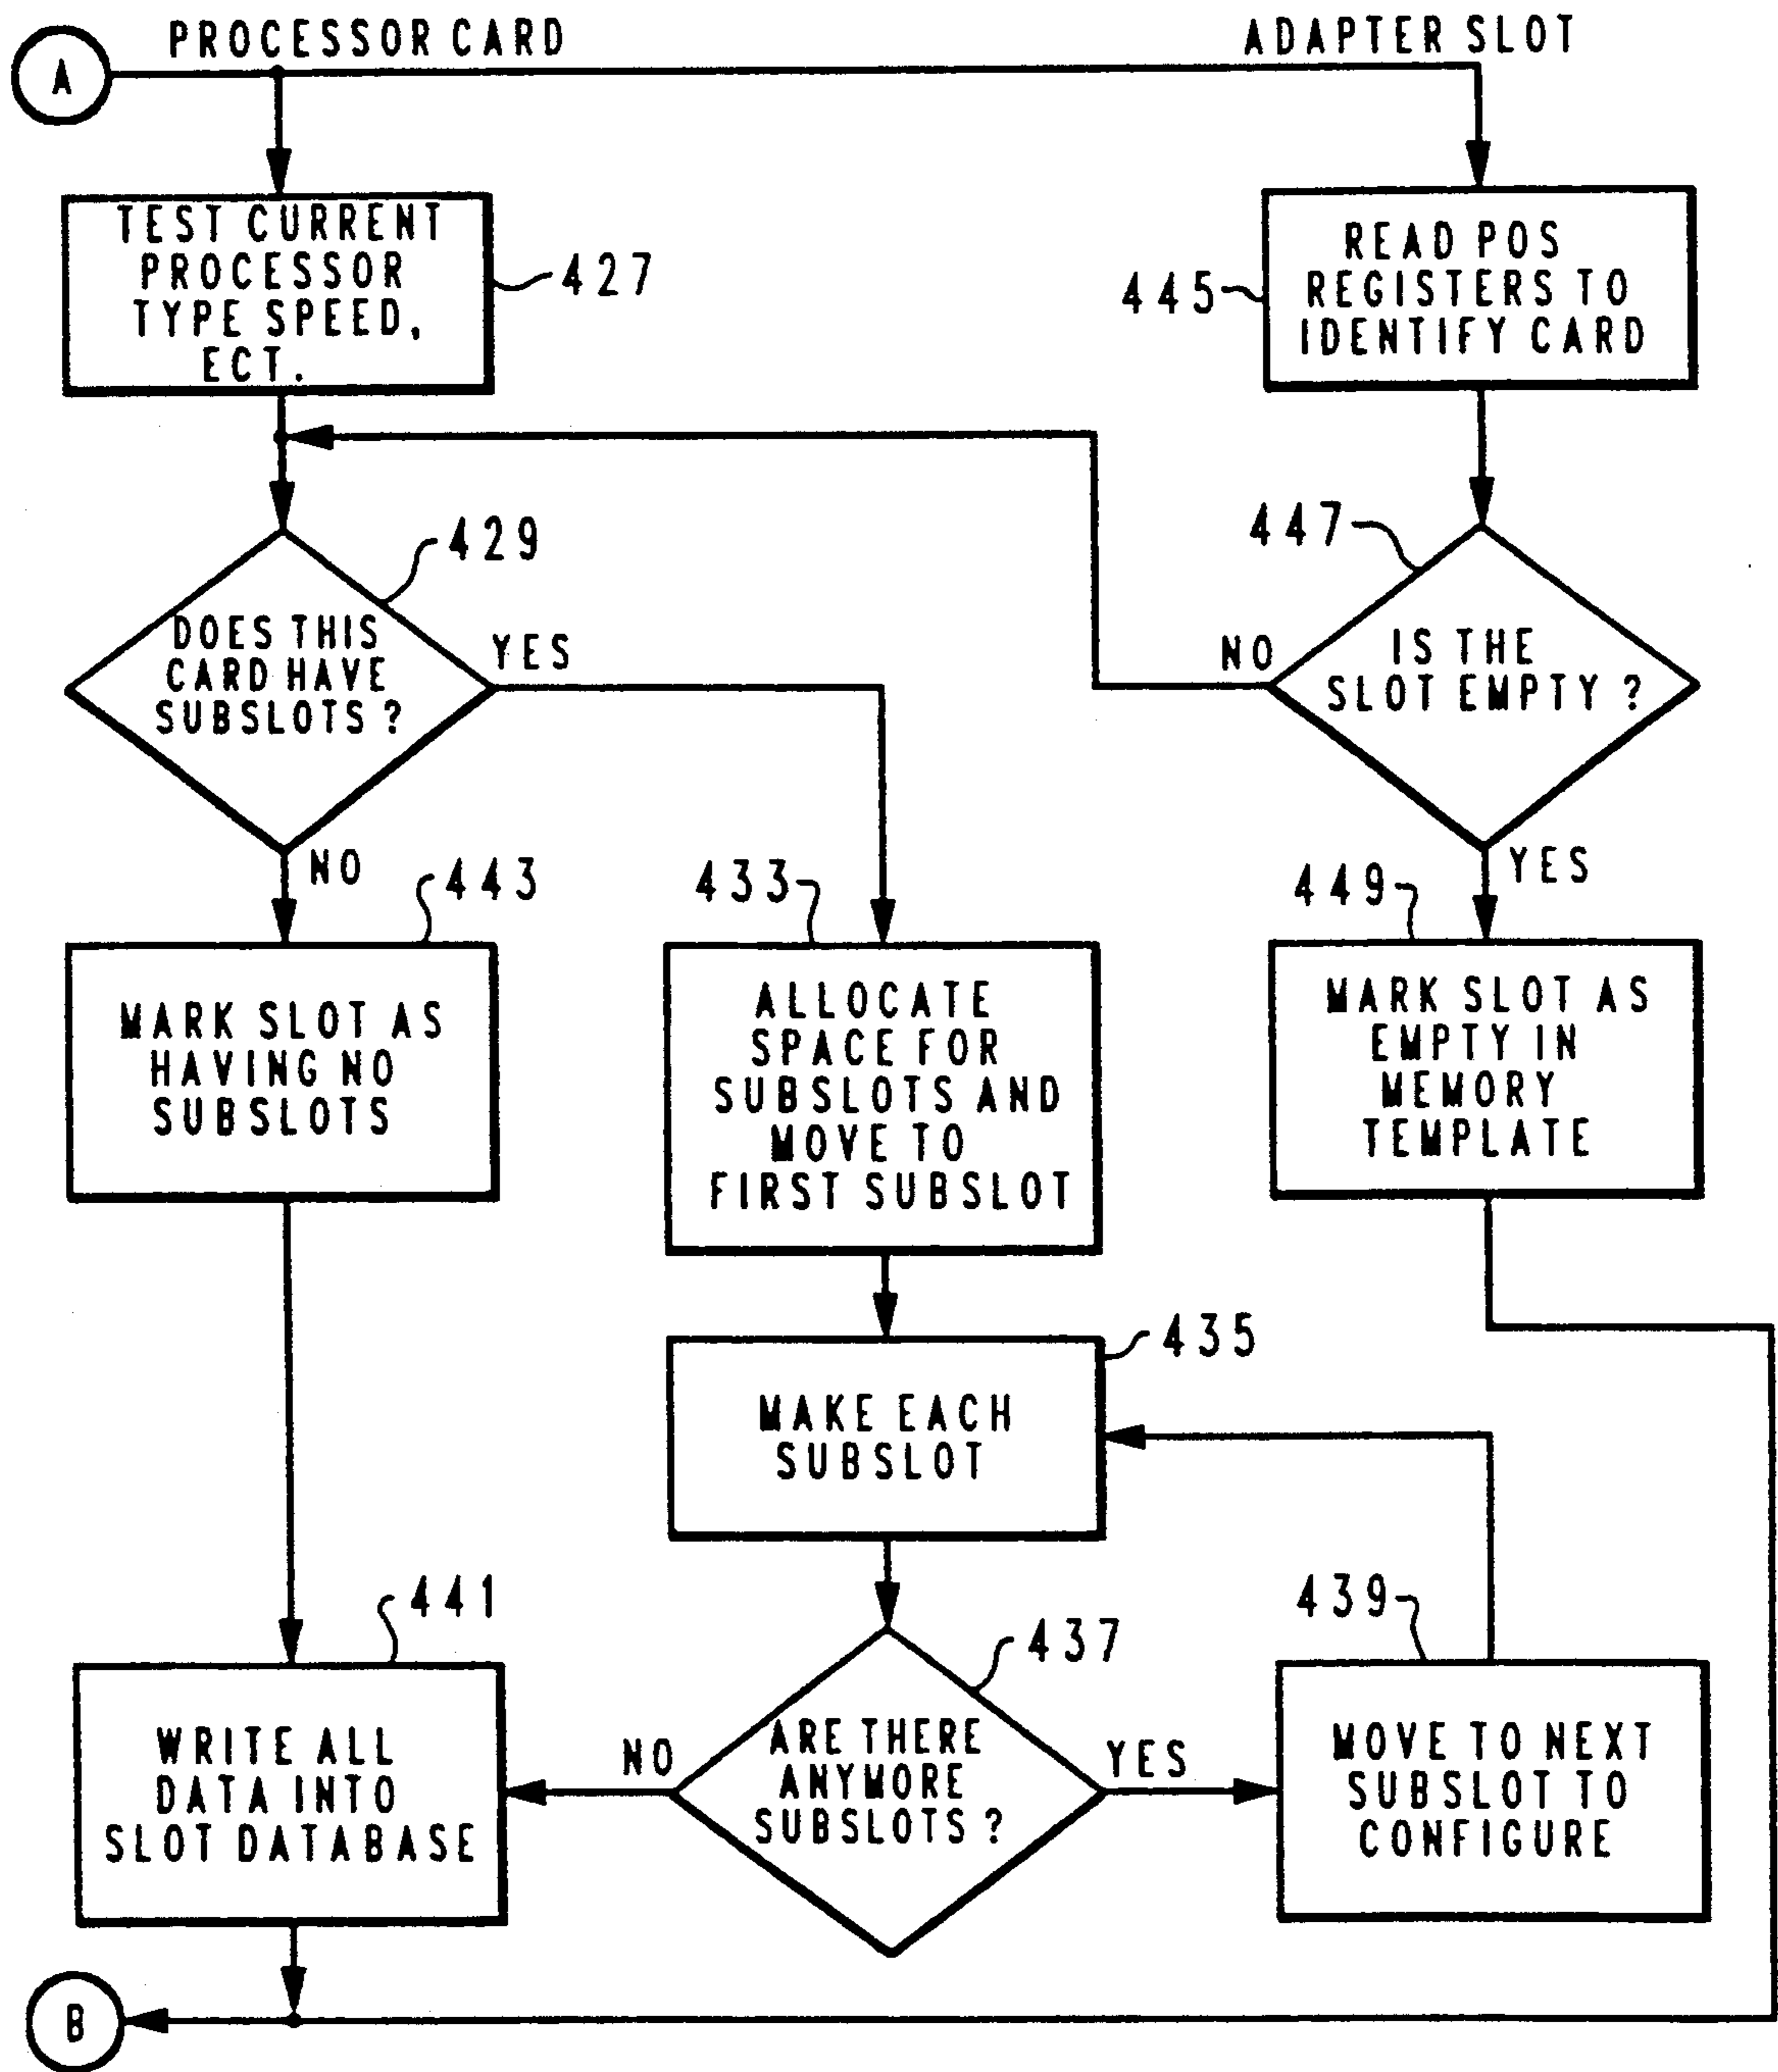 A
PROCESSOR CARD
ADAPTER SLOT
TEST CURRENT
PROCESSOR
TYPE SPEED,
ECT.
427
445
READ POS
REGISTERS TO
IDENTIFY CARD
429
447
DOES THIS
CARD HAVE
SUBSLOTS ?
YES
NO
IS THE
SLOT EMPTY ?
NO
443
433
YES
449
MARK SLOT AS
HAVING NO
SUBSLOTS
ALLOCATE
SPACE FOR
SUBSLOTS AND
MOVE TO
FIRST SUBSLOT
MARK SLOT AS
EMPTY IN
MEMORY
TEMPLATE
435
MAKE EACH
SUBSLOT
441
437
439
WRITE ALL
DATA INTO
SLOT DATABASE
NO
ARE THERE
ANYMORE
SUBSLOTS ?
YES
MOVE TO NEXT
SUBSLOT TO
CONFIGURE
B